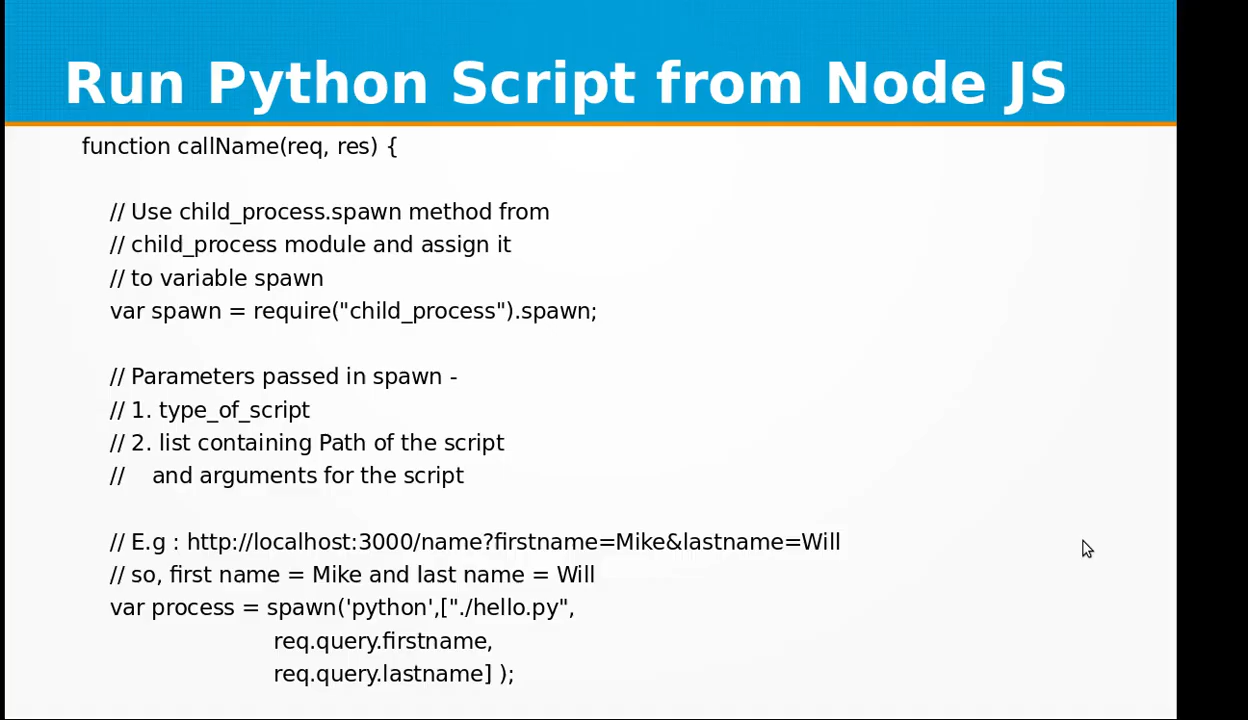 Run Python Script from Node JS
function callName(req, res) {
// Use child_process.spawn method from
// child_process module and assign it
// to variable spawn
var spawn = require("child_process").spawn;
// Parameters passed in spawn -
// 1. type_of_script
// 2. list containing Path of the script
//    and arguments for the script
// E.g : http://localhost:3000/name?firstname=Mike&lastname=Will
// so, first name = Mike and last name = Will
var process = spawn('python',["./hello.py",
req.query.firstname,
req.query.lastname] );